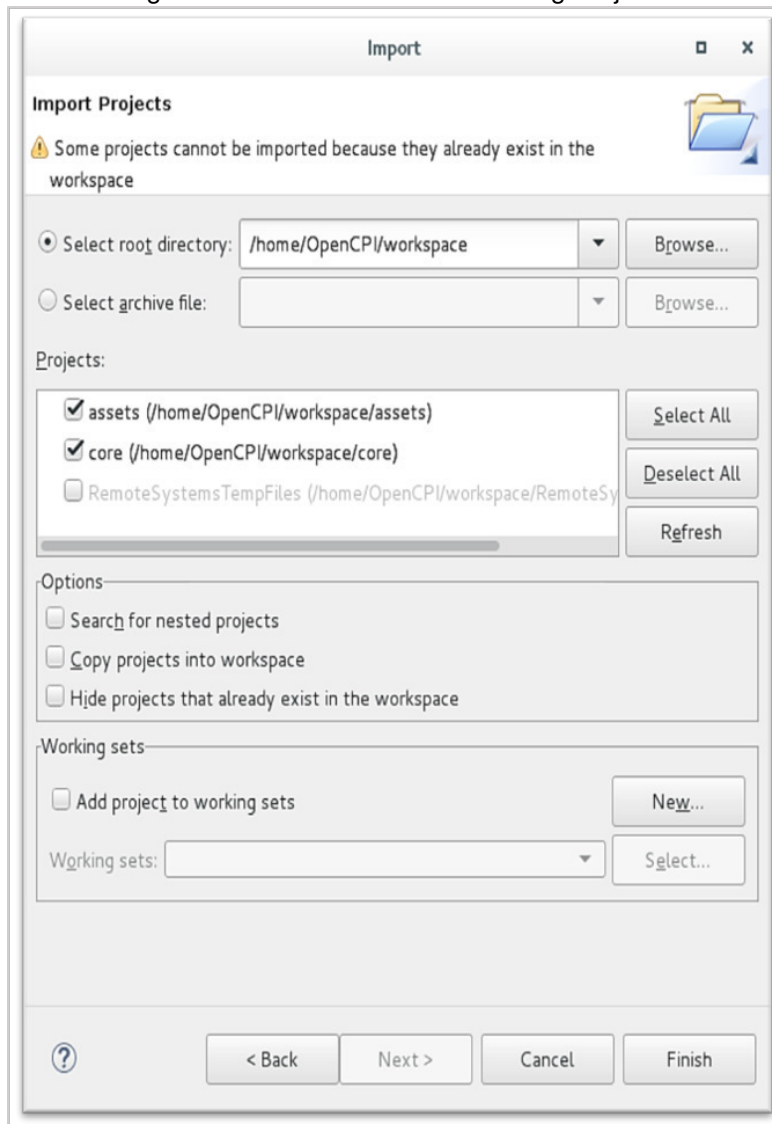 Import
Import Projects
Some projects cannot be imported because they already exist in the
workspace
Select root directory: /home/OpenCPI/workspace Browse...
Select archive file: Browse...
Projects:
assets (/home/OpenCPI/workspace/assets) Select All
core (/home/OpenCPI/workspace/core)
Deselect All
RemoteSystemsTempFiles (/home/OpenCPI/workspace/RemoteSy
Refresh
Options
Search for nested projects
Copy projects into workspace
Hide projects that already exist in the workspace
Working sets
Add project to working sets New...
Working sets: Select...
? < Back Next > Cancel Finish